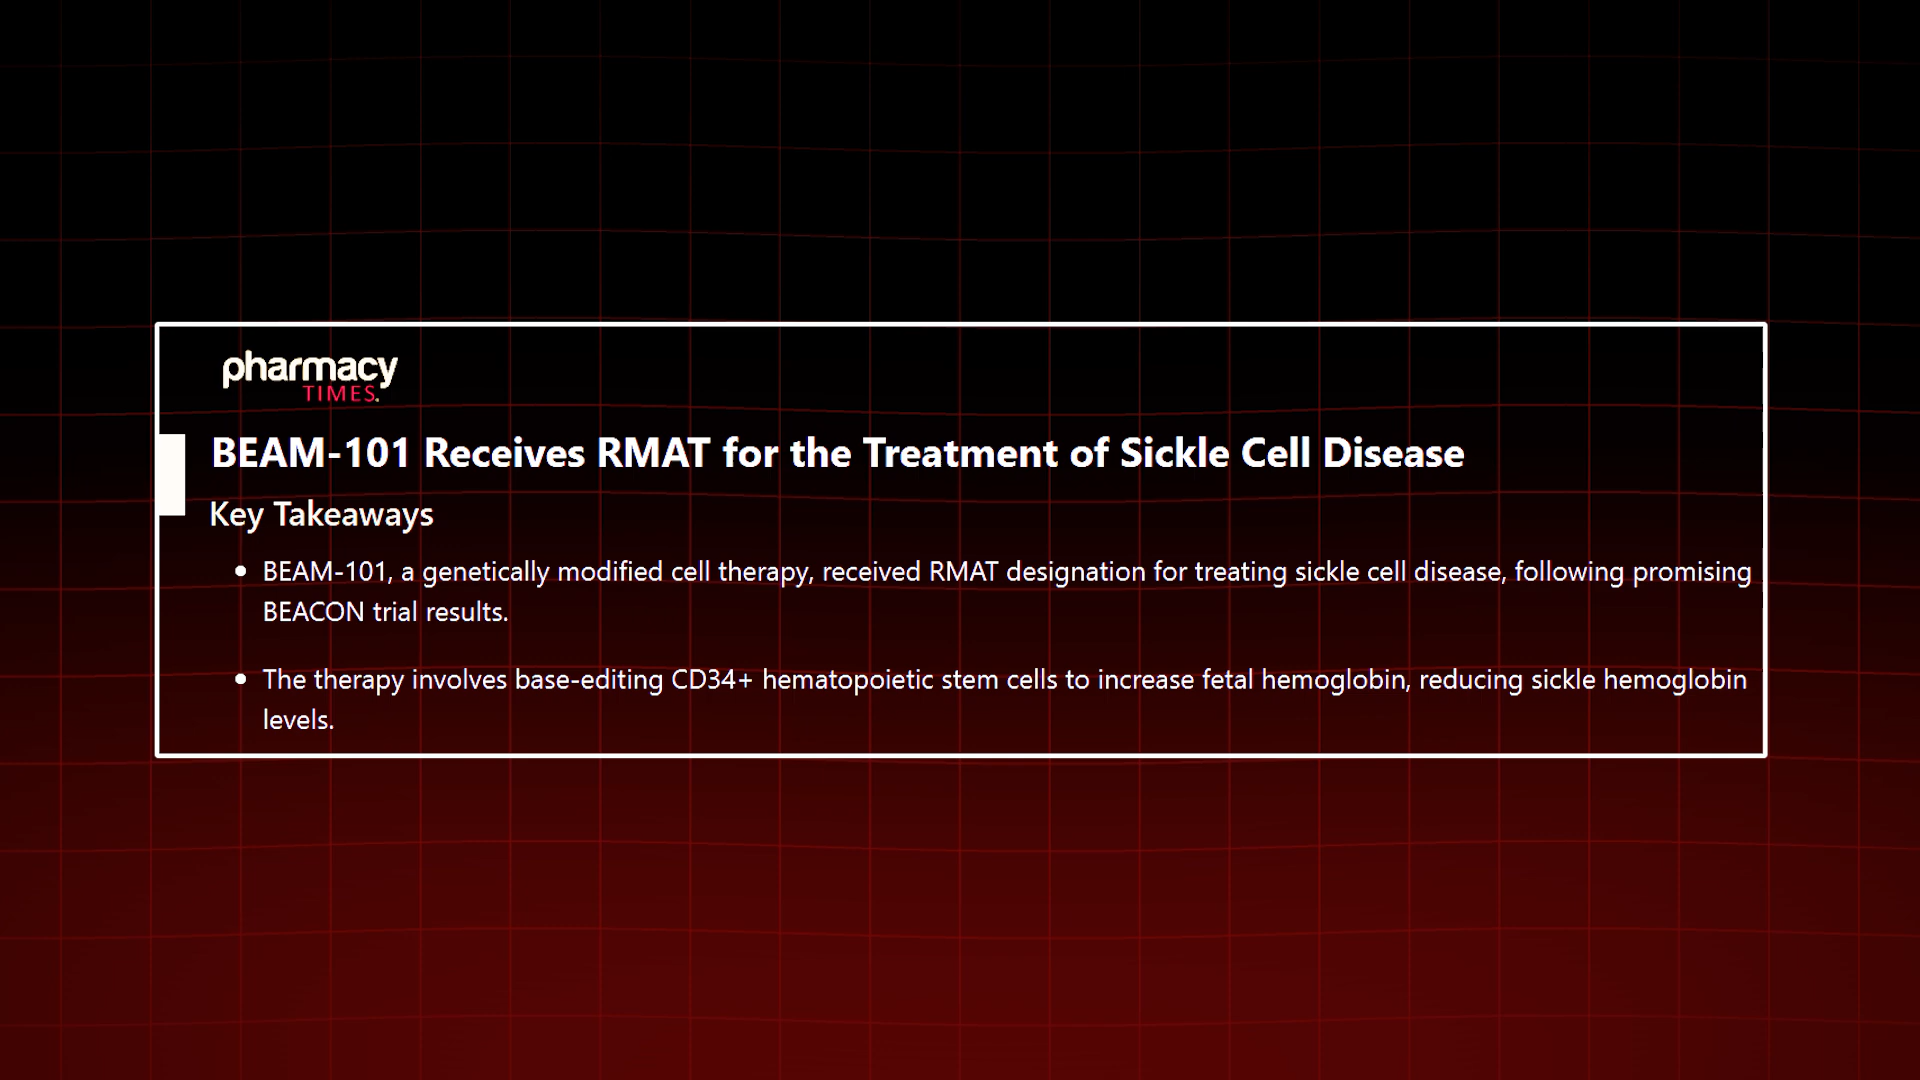 pharmacy
TIMES.
BEAM-101 Receives RMAT for the Treatment of Sickle Cell Disease
Key Takeaways
• BEAM-101, a genetically modified cell therapy, received RMAT designation for treating sickle cell disease, following promising
BEACON trial results.
• The therapy involves base-editing CD34+ hematopoietic stem cells to increase fetal hemoglobin, reducing sickle hemoglobin
levels.